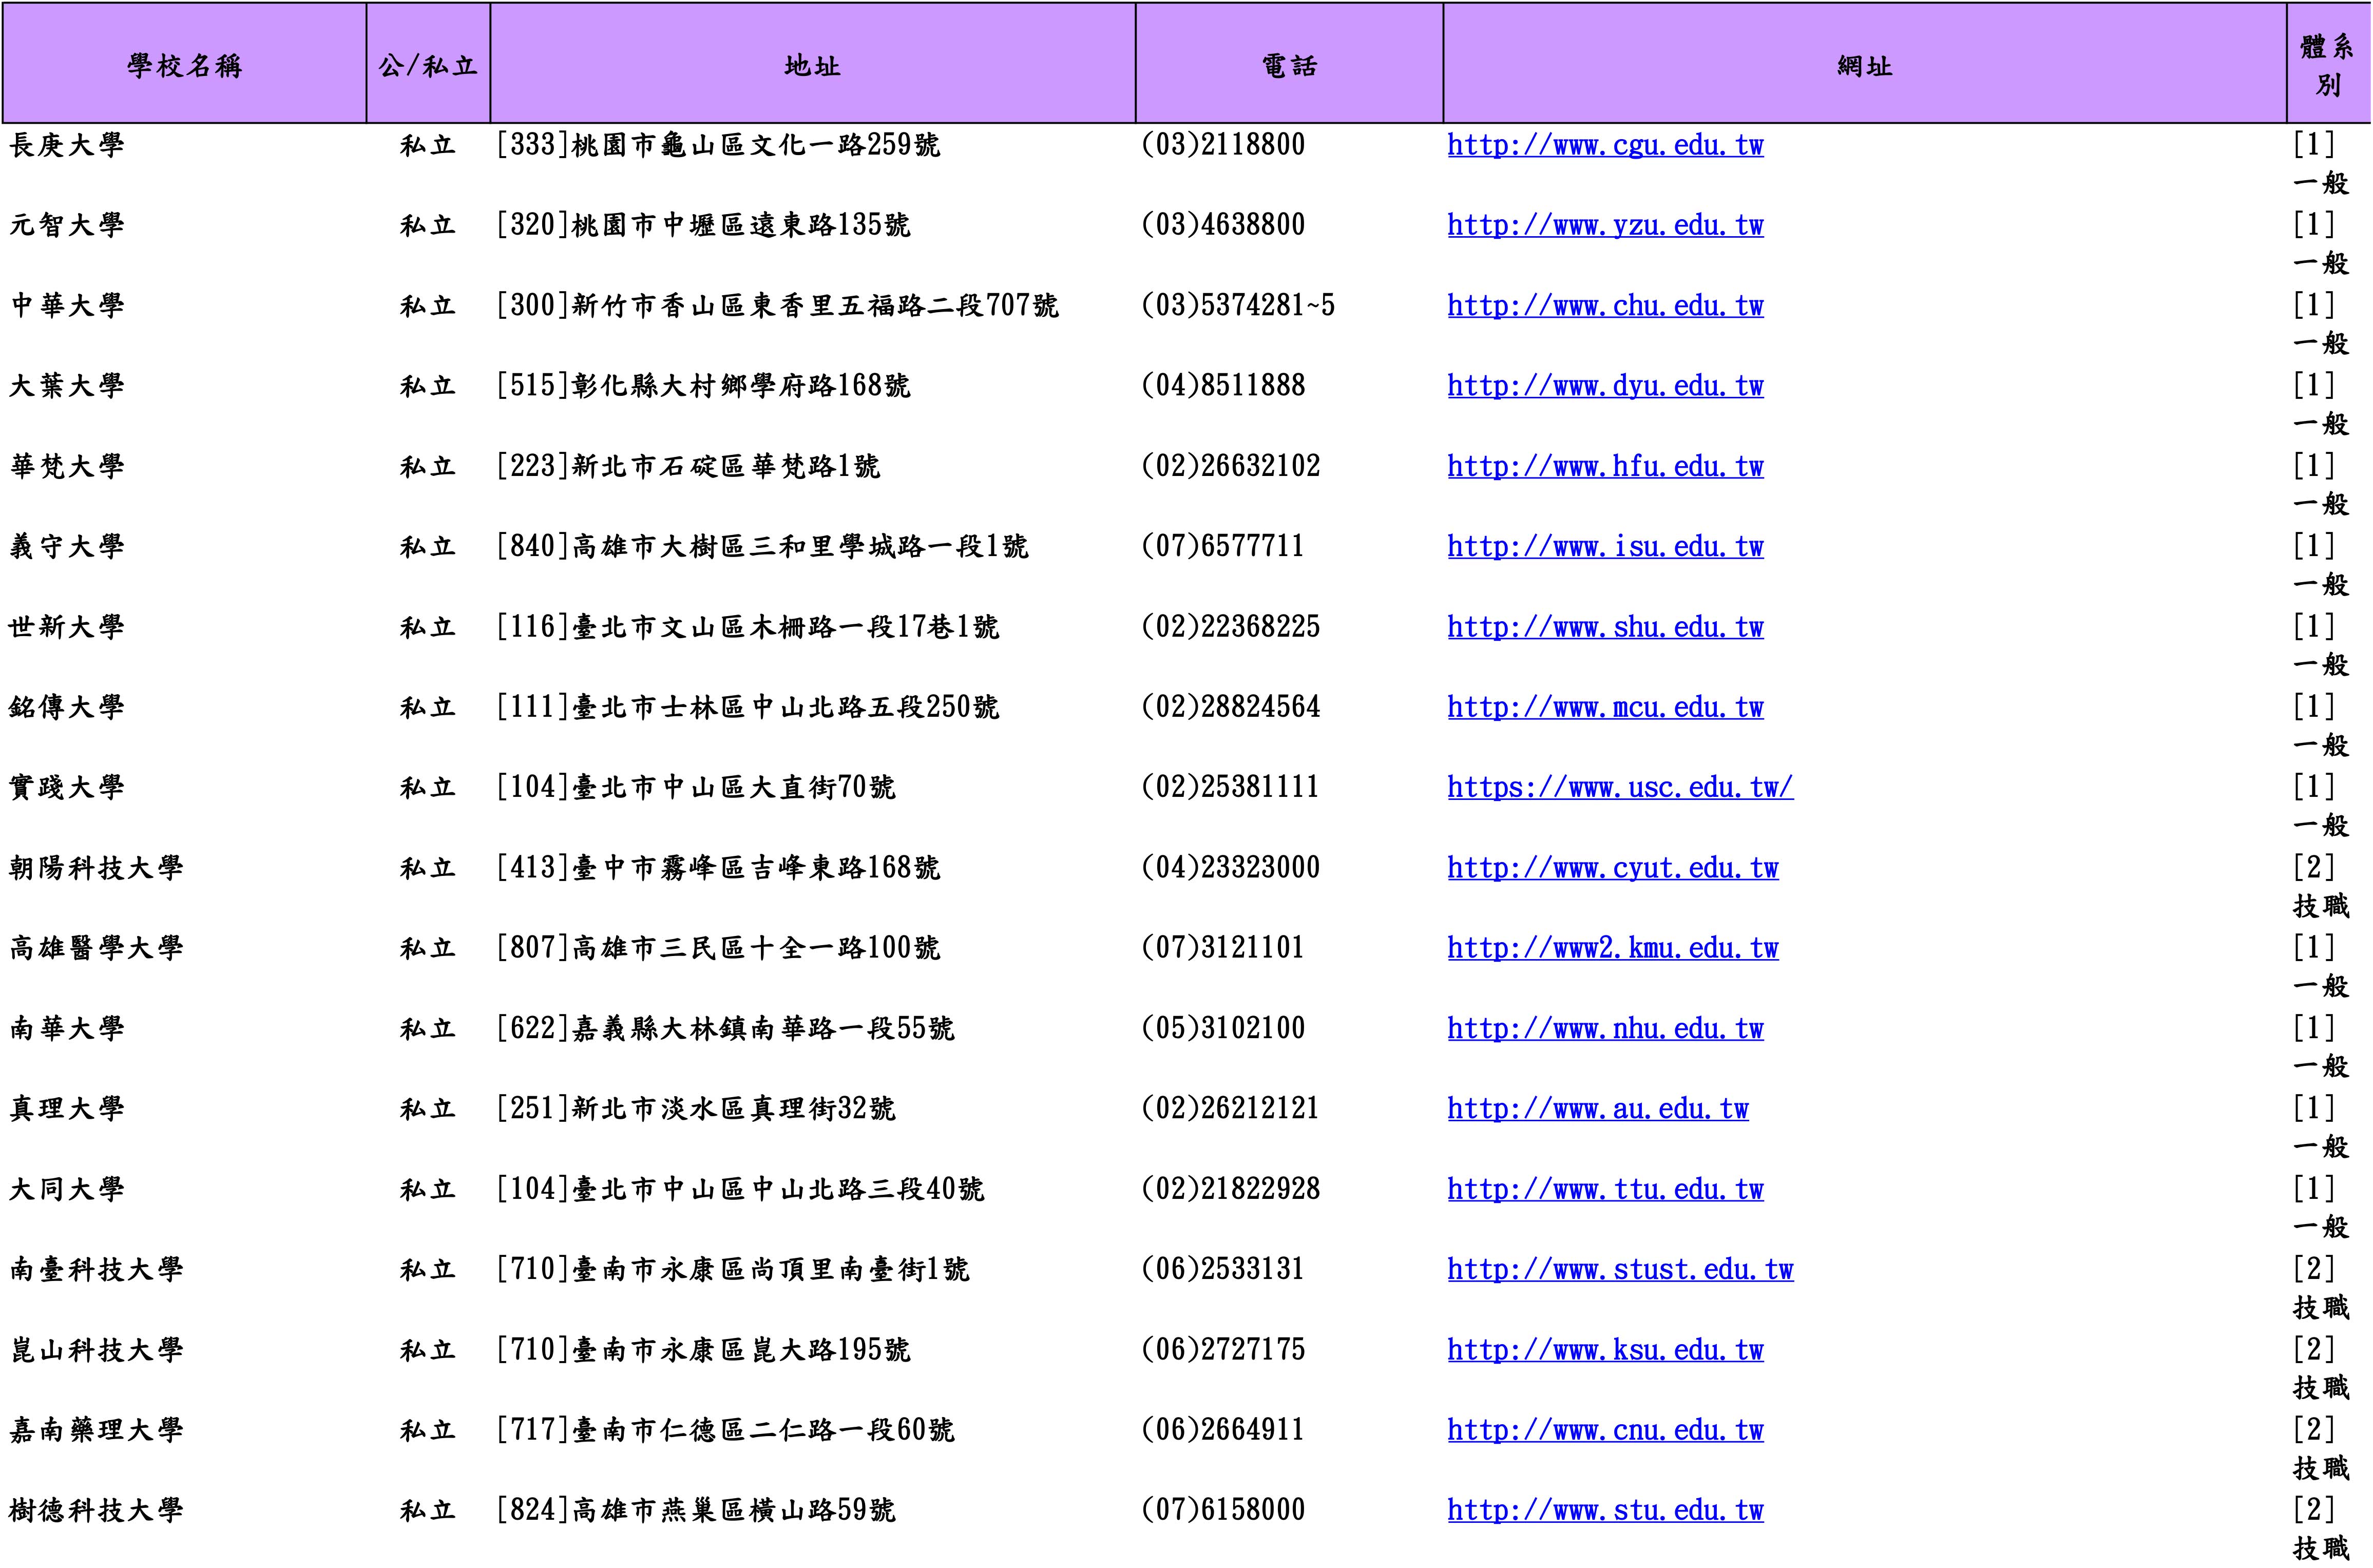 學校名稱 公/私立 地址 電話 網址 體系
別
長庚大學 私立 [333]桃園市龜山區文化一路259號 (03)2118800 http://www.cgu.edu.tw [1]
一般
元智大學 私立 [320]桃園市中壢區遠東路135號 (03)4638800 http://www.yzu.edu.tw [1]
一般
中華大學 私立 [300]新竹市香山區東香里五福路二段707號 (03)5374281~5 http://www.chu.edu.tw [1]
一般
大葉大學 私立 [515]彰化縣大村鄉學府路168號 (04)8511888 http://www.dyu.edu.tw [1]
一般
華梵大學 私立 [223]新北市石碇區華梵路1號 (02)26632102 http://www.hfu.edu.tw [1]
一般
義守大學 私立 [840]高雄市大樹區三和里學城路一段1號 (07)6577711 http://www.isu.edu.tw [1]
一般
世新大學 私立 [116]臺北市文山區木柵路一段17巷1號 (02)22368225 http://www.shu.edu.tw [1]
一般
銘傳大學 私立 [111]臺北市士林區中山北路五段250號 (02)28824564 http://www.mcu.edu.tw [1]
一般
實踐大學 私立 [104]臺北市中山區大直街70號 (02)25381111 https://www.usc.edu.tw/ [1]
一般
朝陽科技大學 私立 [413]臺中市霧峰區吉峰東路168號 (04)23323000 http://www.cyut.edu.tw [2]
技職
高雄醫學大學 私立 [807]高雄市三民區十全一路100號 (07)3121101 http://www2.kmu.edu.tw [1]
一般
南華大學 私立 [622]嘉義縣大林鎮南華路一段55號 (05)3102100 http://www.nhu.edu.tw [1]
一般
真理大學 私立 [251]新北市淡水區真理街32號 (02)26212121 http://www.au.edu.tw [1]
一般
大同大學 私立 [104]臺北市中山區中山北路三段40號 (02)21822928 http://www.ttu.edu.tw [1]
一般
南臺科技大學 私立 [710]臺南市永康區尚頂里南臺街1號 (06)2533131 http://www.stust.edu.tw [2]
技職
崑山科技大學 私立 [710]臺南市永康區崑大路195號 (06)2727175 http://www.ksu.edu.tw [2]
技職
嘉南藥理大學 私立 [717]臺南市仁德區二仁路一段60號 (06)2664911 http://www.cnu.edu.tw [2]
技職
樹德科技大學 私立 [824]高雄市燕巢區橫山路59號 (07)6158000 http://www.stu.edu.tw [2]
技職